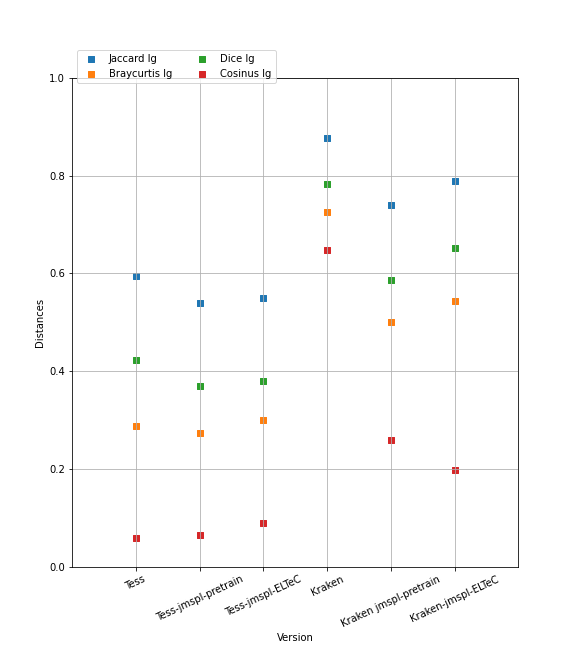 Jaccard lg
Dice lg
Braycurtis lg
Cosinus lg
1.0
0.8
0.6
0.4
0.2
0.0
Distances
Tess
Tess-jmspl-pretrain
Tess-jmspl-ELTeC
Kraken
Kraken jmspl-pretrain
Kraken-jmspl-ELTeC
Version